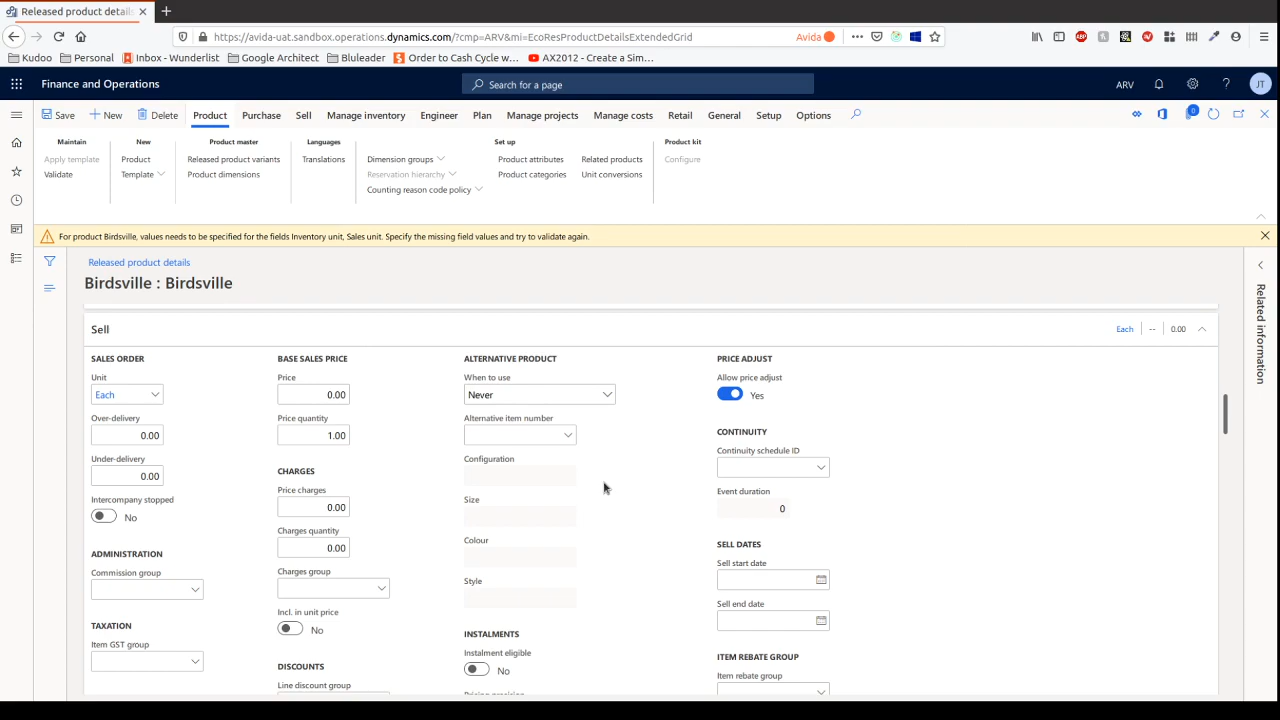 Released product details
https://avida-uat.sandbox.operations.dynamics.com/?cmp=ARV&mi=EcoResProductDetailsExtendedGrid
Avida
Kudoo
Personal
Inbox - Wunderlist
Google Architect
Bluleader
Order to Cash Cycle w...
AX2012 - Create a Sim...
Finance and Operations
Search for a page
ARV
JT
Save
New
Delete
Product
Purchase
Sell
Manage inventory
Engineer
Plan
Manage projects
Manage costs
Retail
General
Setup
Options
0
Maintain
New
Product master
Languages
Set up
Product kit
Apply template
Product
Released product variants
Translations
Dimension groups
Product attributes
Related products
Configure
Validate
Template
Product dimensions
Reservation hierarchy
Product categories
Unit conversions
Counting reason code policy
For product Birdsville, values needs to be specified for the fields Inventory unit, Sales unit. Specify the missing field values and try to validate again.
Released product details
Birdsville : Birdsville
Related information
Sell
Each
--
0.00
SALES ORDER
Unit
Each
Over-delivery
0.00
Under-delivery
0.00
Intercompany stopped
No
ADMINISTRATION
Commission group
TAXATION
Item GST group
BASE SALES PRICE
Price
0.00
Price quantity
1.00
CHARGES
Price charges
0.00
Charges quantity
0.00
Charges group
Incl. in unit price
No
DISCOUNTS
Line discount group
ALTERNATIVE PRODUCT
When to use
Never
Alternative item number
Configuration
Size
Colour
Style
INSTALMENTS
Instalment eligible
No
Pricing precision
PRICE ADJUST
Allow price adjust
Yes
CONTINUITY
Continuity schedule ID
Event duration
0
SELL DATES
Sell start date
Sell end date
ITEM REBATE GROUP
Item rebate group